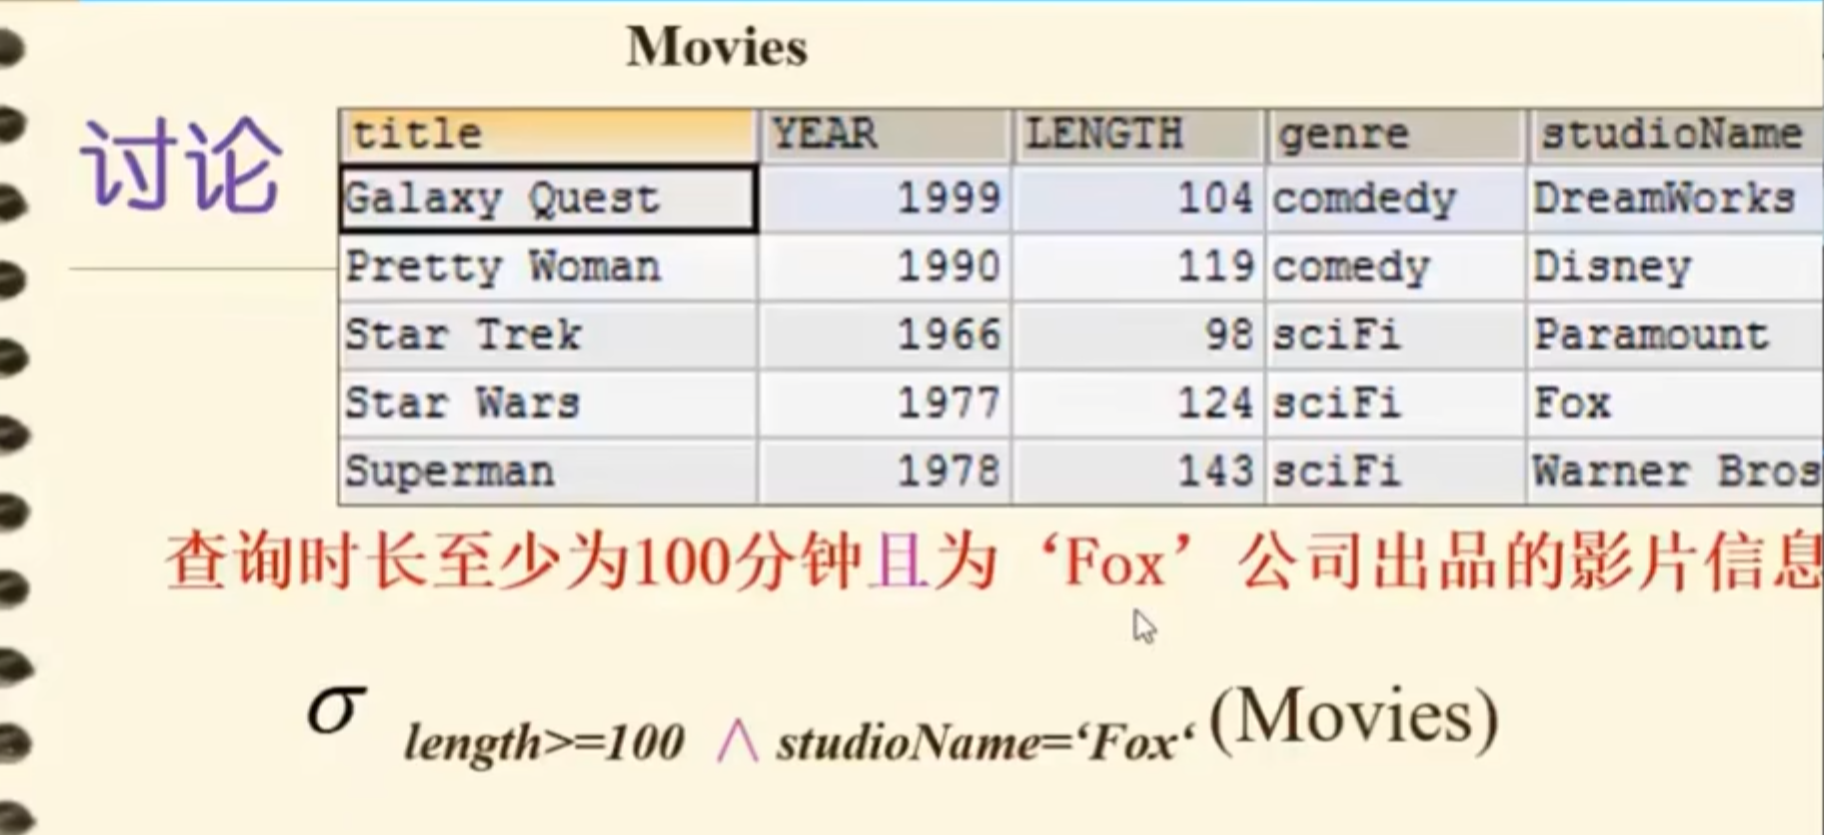 Movies
讨论
title YEAR LENGTH genre studioName
Galaxy Quest 1999 104 comdedy DreamWorks
Pretty Woman 1990 119 comedy Disney
Star Trek 1966 98 sciFi Paramount
Star Wars 1977 124 sciFi Fox
Superman 1978 143 sciFi Warner Bros
查询时长至少为100分钟且为‘Fox’公司出品的影片信息
σ length>=100 ∧ studioName=‘Fox‘ (Movies)